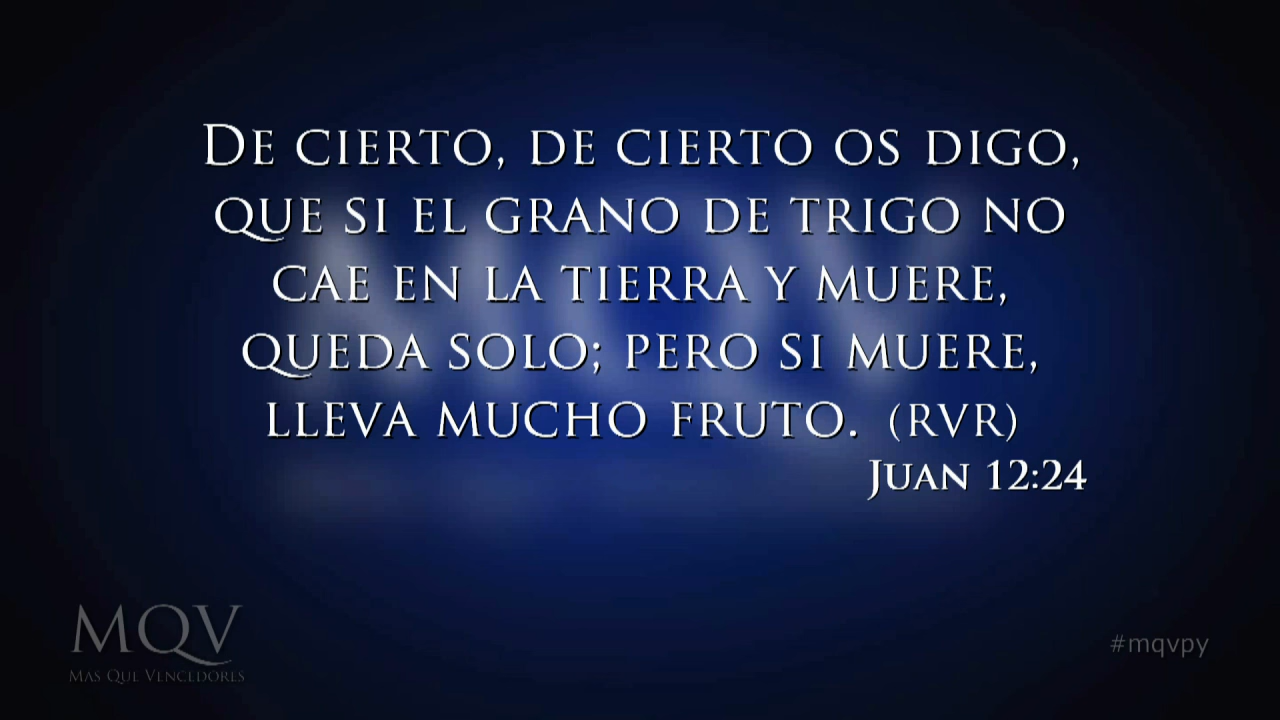 De cierto, de cierto os digo,
que si el grano de trigo no
cae en la tierra y muere,
queda solo; pero si muere,
lleva mucho fruto. (RVR)
Juan 12:24
MQV
Mas Que Vencedores
#mqvpy